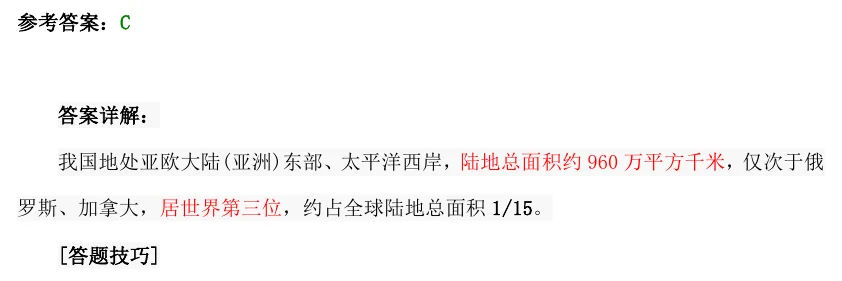 参考答案：C
答案详解：
我国地处亚欧大陆(亚洲)东部、太平洋西岸，陆地总面积约 960 万平方千米，仅次于俄
罗斯、加拿大，居世界第三位，约占全球陆地总面积 1/15。
[答题技巧]